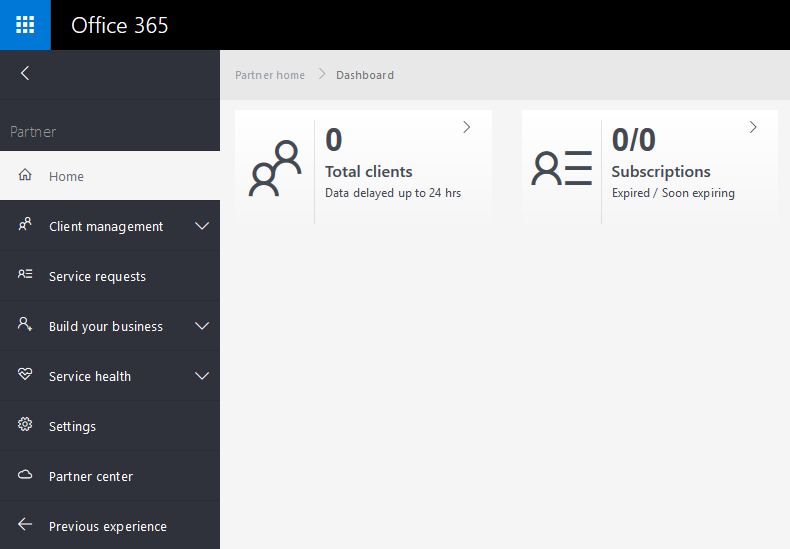 Office 365
Partner
Home
Client management
Service requests
Build your business
Service health
Settings
Partner center
Previous experience
Partner home > Dashboard
0
Total clients
Data delayed up to 24 hrs
0/0
Subscriptions
Expired / Soon expiring